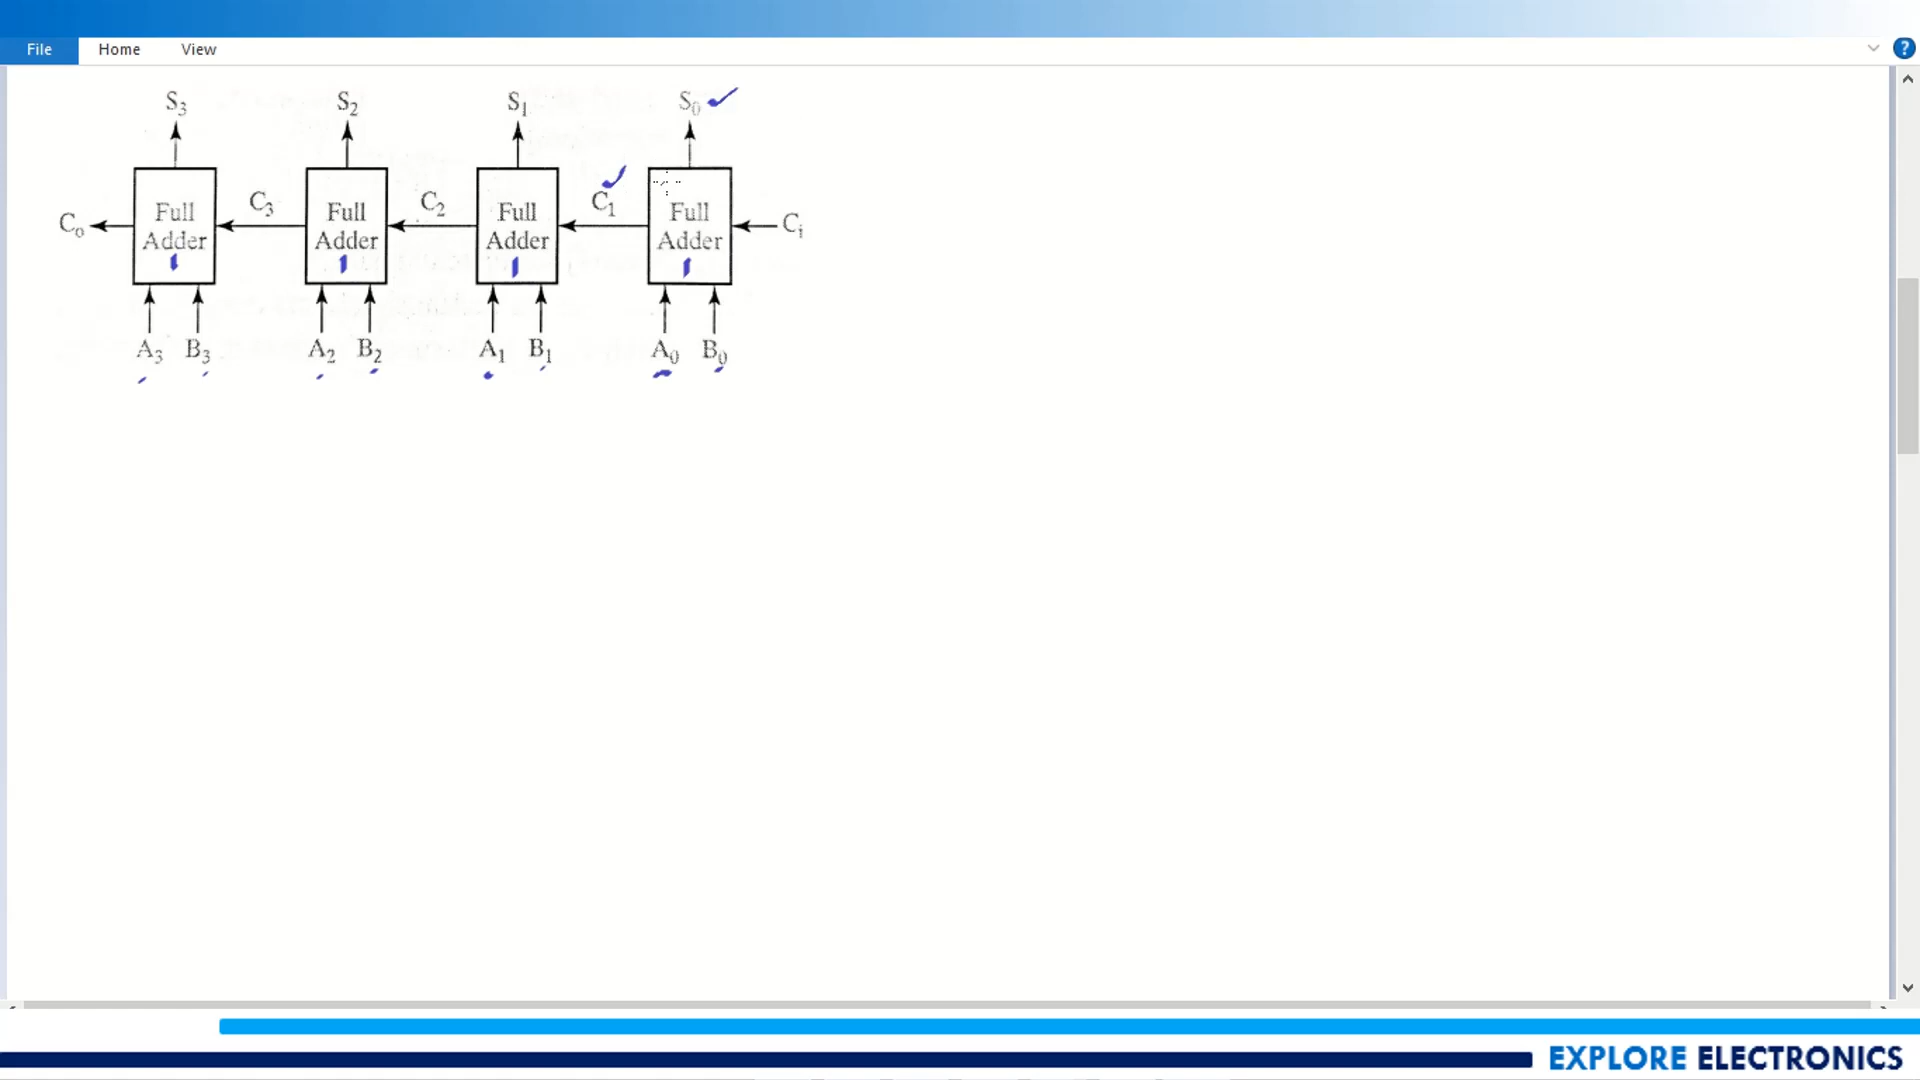 File Home View
S3 S2 S1 S0
C3 C2 C1
Co Full Adder Full Adder Full Adder Full Adder Ci
A3 B3 A2 B2 A1 B1 A0 B0
EXPLORE ELECTRONICS